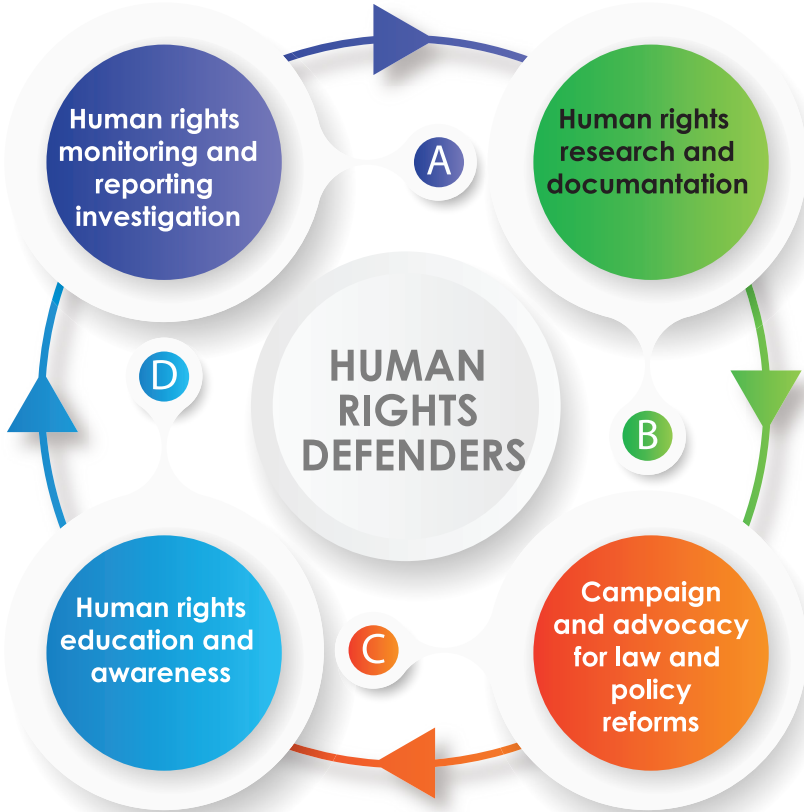 Human rights
monitoring and
reporting
investigation
A
Human rights
research and
documantation
B
HUMAN
RIGHTS
DEFENDERS
Campaign
and advocacy
for law and
policy
reforms
C
Human rights
education and
awareness
D